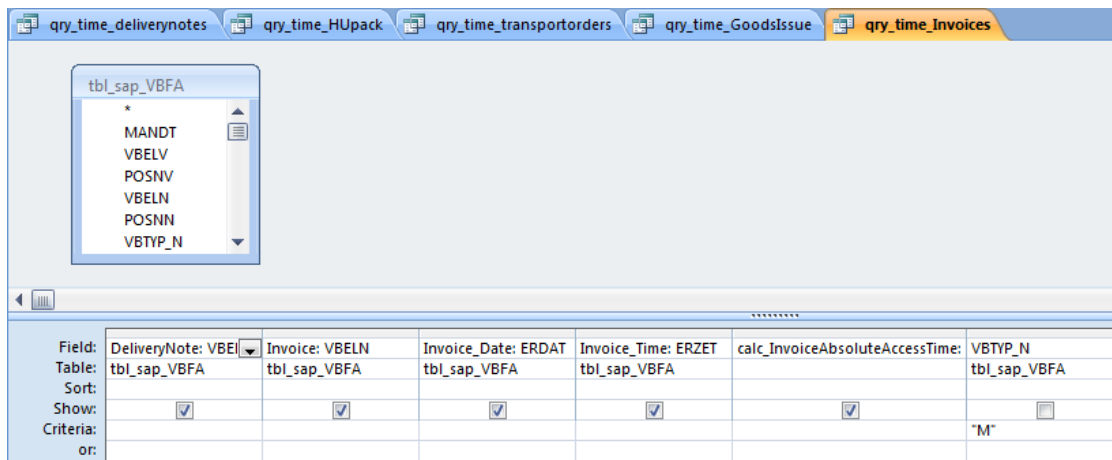 qry_time_deliverynotes qry_time_HUpack qry_time_transportorders qry_time_GoodsIssue qry_time_Invoices
tbl_sap_VBFA
*
MANDT
VBELV
POSNV
VBELN
POSNN
VBTYP_N
Field: DeliveryNote: VBEl Invoice: VBELN Invoice_Date: ERDAT Invoice_Time: ERZET calc_InvoiceAbsoluteAccessTime: VBTYP_N
Table: tbl_sap_VBFA tbl_sap_VBFA tbl_sap_VBFA tbl_sap_VBFA tbl_sap_VBFA
Sort:
Show:
Criteria: "M"
or: